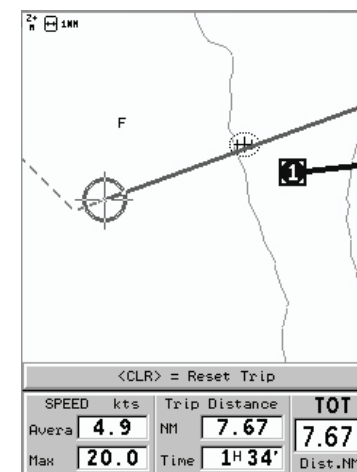 Z+
N 1NM
F
1
<CLR> = Reset Trip
SPEED kts Trip Distance TOT
Avera 4.9 NM 7.67 7.67
Max 20.0 Time 1H 34' Dist.NM